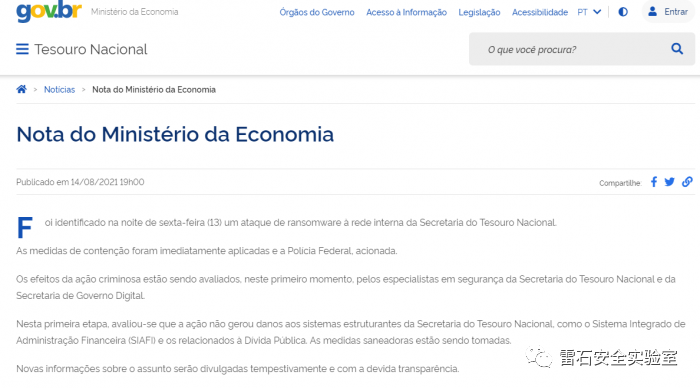 gov.br Ministério da Economia Órgãos do Governo Acesso à Informação Legislação Acessibilidade PT Entrar
Tesouro Nacional O que você procura?
> Notícias > Nota do Ministério da Economia
Nota do Ministério da Economia
Publicado em 14/08/2021 19h00 Compartilhe:
Foi identificado na noite de sexta-feira (13) um ataque de ransomware à rede interna da Secretaria do Tesouro Nacional.
As medidas de contenção foram imediatamente aplicadas e a Polícia Federal, acionada.
Os efeitos da ação criminosa estão sendo avaliados, neste primeiro momento, pelos especialistas em segurança da Secretaria do Tesouro Nacional e da
Secretaria de Governo Digital.
Nesta primeira etapa, avaliou-se que a ação não gerou danos aos sistemas estruturantes da Secretaria do Tesouro Nacional, como o Sistema Integrado de
Administração Financeira (SIAFI) e os relacionados à Dívida Pública. As medidas saneadoras estão sendo tomadas.
Novas informações sobre o assunto serão divulgadas tempestivamente e com a devida transparência.
雷石安全实验室